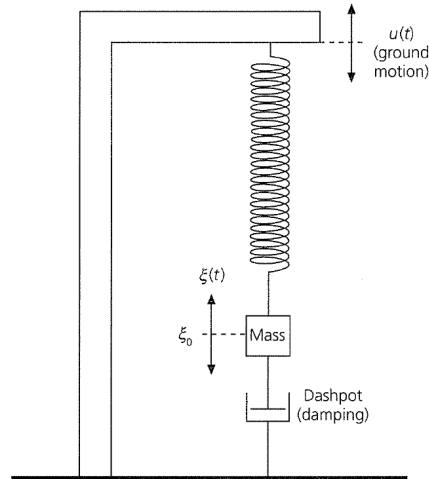 u(t)
(ground
motion)
ξ(t)
ξ₀
Mass
Dashpot
(damping)